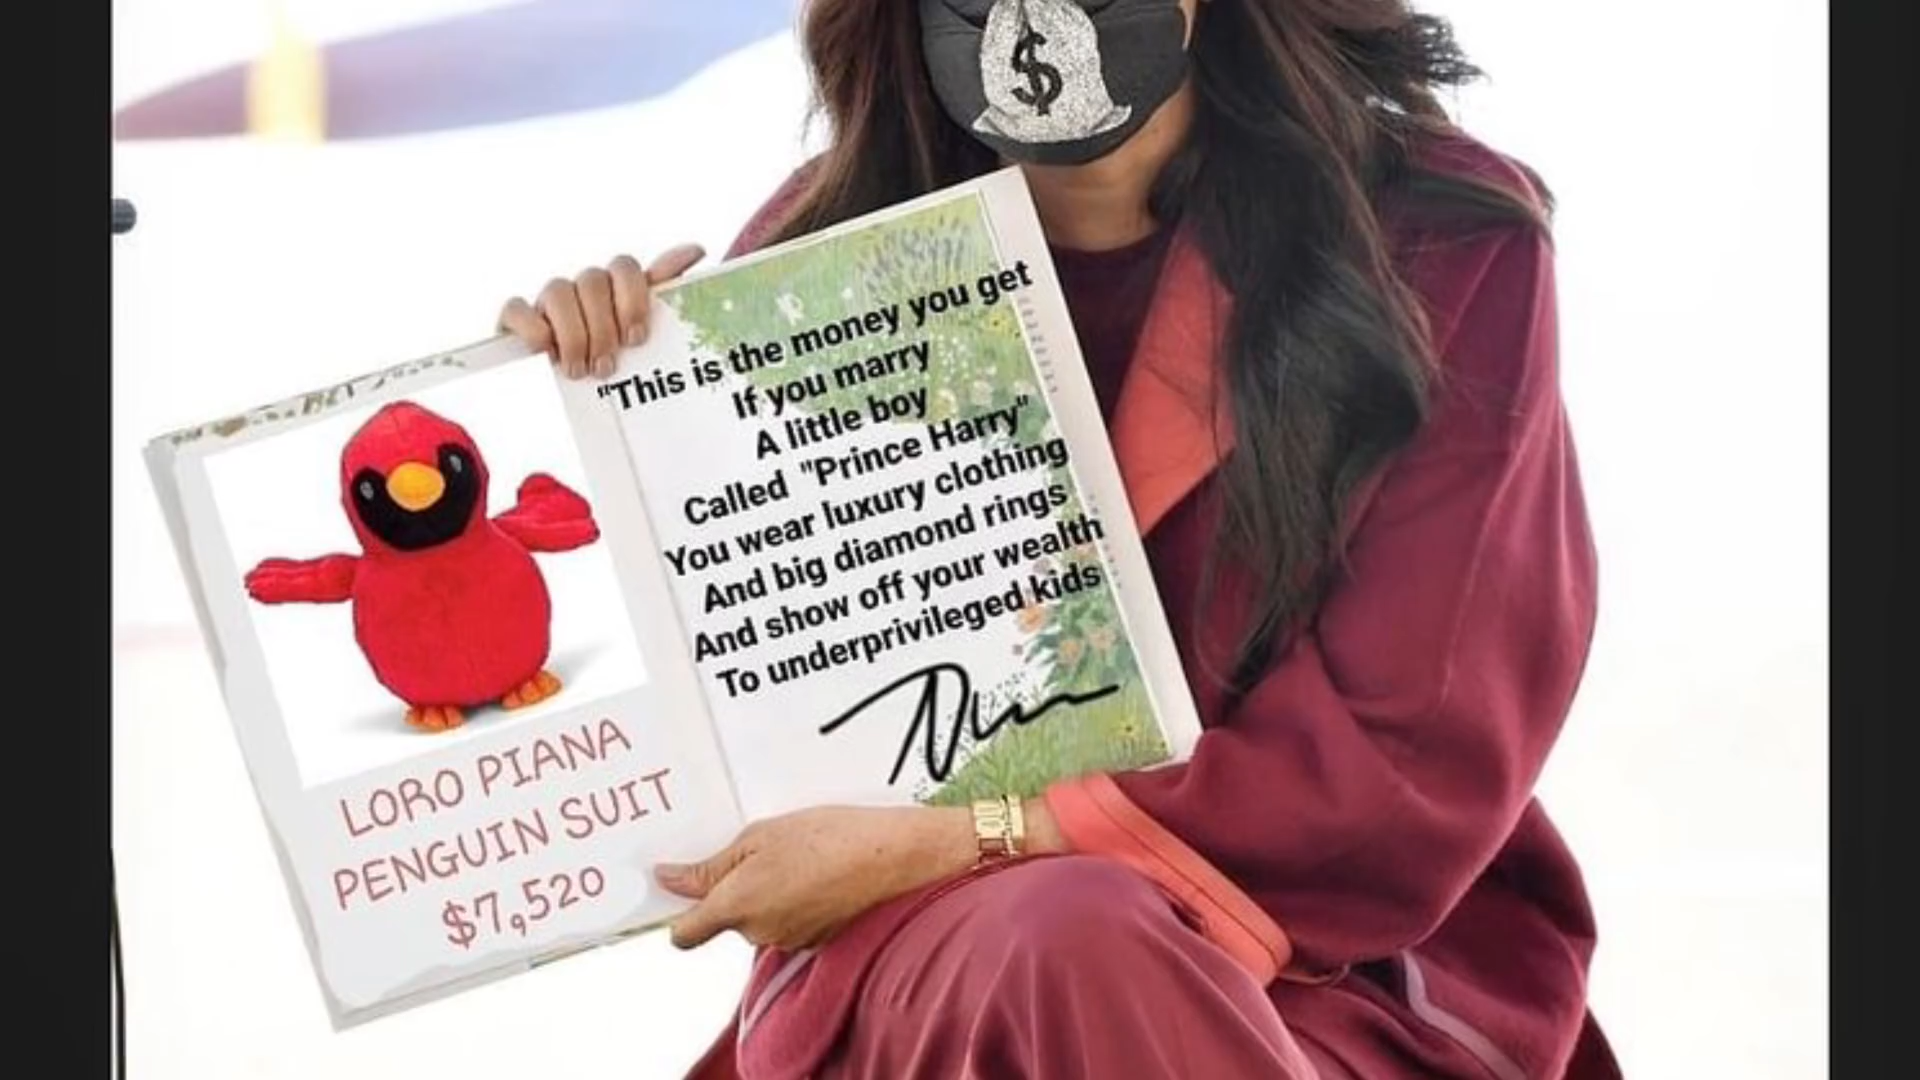 $
"This is the money you get
If you marry
A little boy
Called "Prince Harry"
You wear luxury clothing
And big diamond rings
And show off your wealth
To underprivileged kids
LORO PIANA
PENGUIN SUIT
$7,520